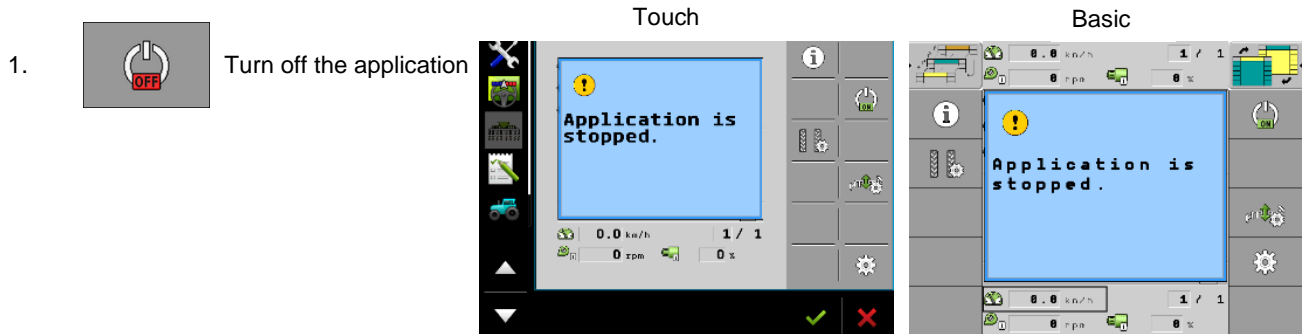 Touch
Basic
1.
OFF
Turn off the application
Application is
stopped.
ON
0.0 km/h
1 / 1
0 rpm
0 %
0.0 km/h
1 / 1
0 rpm
0 %
Application is
stopped.
ON
0.0 km/h
1 / 1
0 rpm
0 %